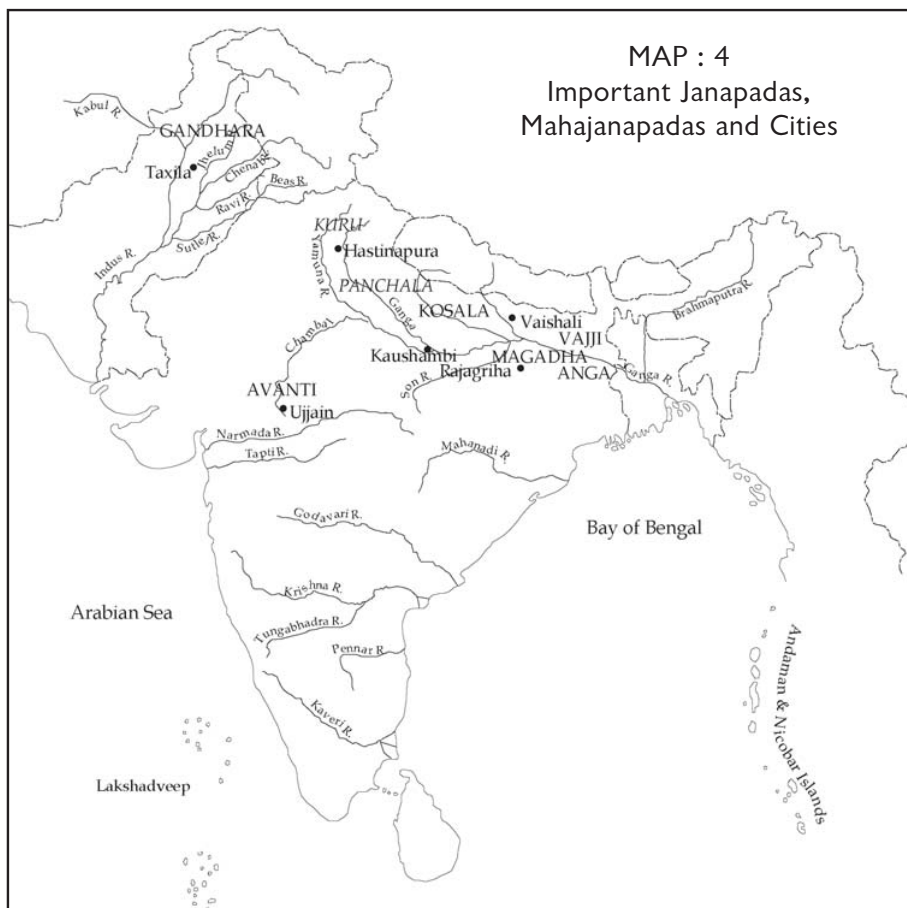 MAP : 4
Important Janapadas,
Mahajanapadas and Cities
Kabul R.
GANDHARA
Jhelum R.
Taxila
Chenab R.
Beas R.
Ravi R.
Sutlej R.
Indus R.
KURU
Hastinapura
Yamuna R.
PANCHALA
Ganga
KOSALA
Brahmaputra R.
Vaishali
VAJJI
Chambal
Kaushambi
MAGADHA
Rajagriha
ANGA
Ganga R.
Son R.
AVANTI
Ujjain
Narmada R.
Tapti R.
Mahanadi R.
Godavari R.
Bay of Bengal
Krishna R.
Arabian Sea
Tungabhadra R.
Pennar R.
Kaveri R.
Andaman & Nicobar Islands
Lakshadveep